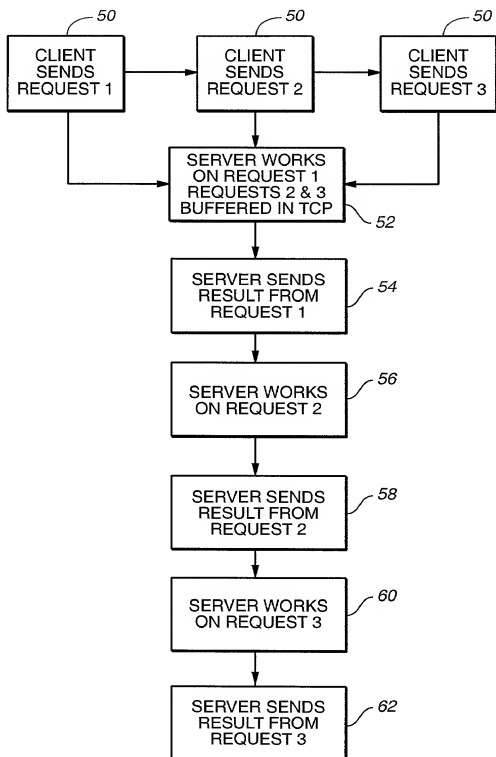 50
50
50
CLIENT
SENDS
REQUEST 1
CLIENT
SENDS
REQUEST 2
CLIENT
SENDS
REQUEST 3
SERVER WORKS
ON REQUEST 1
REQUESTS 2 & 3
BUFFERED IN TCP
52
SERVER SENDS
RESULT FROM
REQUEST 1
54
SERVER WORKS
ON REQUEST 2
56
SERVER SENDS
RESULT FROM
REQUEST 2
58
SERVER WORKS
ON REQUEST 3
60
SERVER SENDS
RESULT FROM
REQUEST 3
62